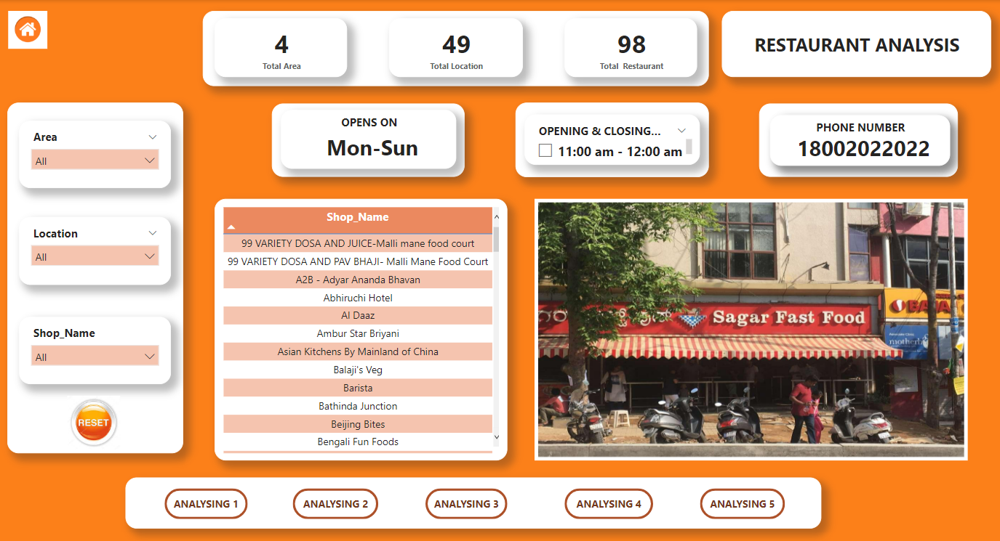 4
Total Area
49
Total Location
98
Total Restaurant
RESTAURANT ANALYSIS
Area
All
Location
All
Shop_Name
All
RESET
OPENS ON
Mon-Sun
OPENING & CLOSING...
11:00 am - 12:00 am
PHONE NUMBER
18002022022
Shop_Name
99 VARIETY DOSA AND JUICE-Malli mane food court
99 VARIETY DOSA AND PAV BHAJI- Malli Mane Food Court
A2B - Adyar Ananda Bhavan
Abhiruchi Hotel
Al Daaz
Ambur Star Briyani
Asian Kitchens By Mainland of China
Balaji's Veg
Barista
Bathinda Junction
Beijing Bites
Bengali Fun Foods
Sagar Fast Food
ANALYSING 1
ANALYSING 2
ANALYSING 3
ANALYSING 4
ANALYSING 5